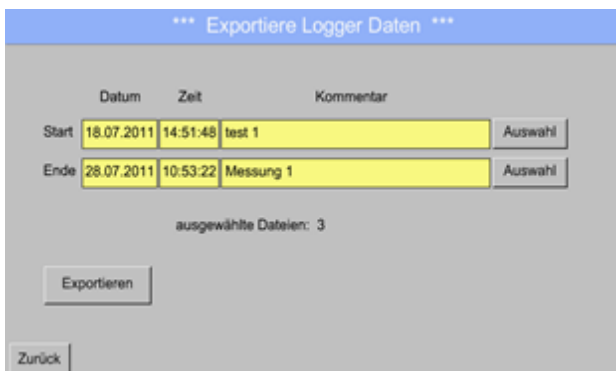 *** Exportiere Logger Daten ***
Datum Zeit Kommentar
Start 18.07.2011 14:51:48 test 1 Auswahl
Ende 28.07.2011 10:53:22 Messung 1 Auswahl
ausgewählte Dateien: 3
Exportieren
Zurück